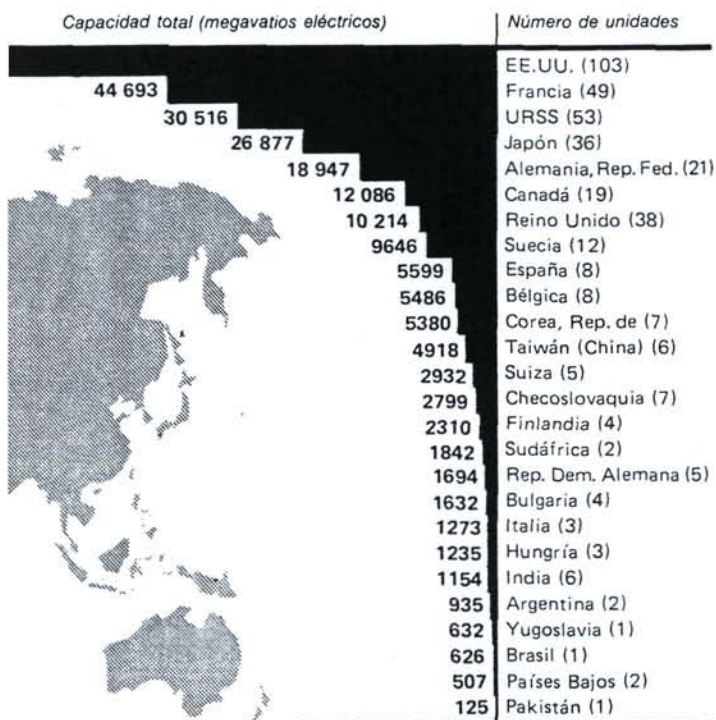 Capacidad total (megavatios eléctricos) Número de unidades
EE.UU. (103)
44 693 Francia (49)
30 516 URSS (53)
26 877 Japón (36)
18 947 Alemania, Rep. Fed. (21)
12 086 Canadá (19)
10 214 Reino Unido (38)
9646 Suecia (12)
5599 España (8)
5486 Bélgica (8)
5380 Corea, Rep. de (7)
4918 Taiwán (China) (6)
2932 Suiza (5)
2799 Checoslovaquia (7)
2310 Finlandia (4)
1842 Sudáfrica (2)
1694 Rep. Dem. Alemana (5)
1632 Bulgaria (4)
1273 Italia (3)
1235 Hungría (3)
1154 India (6)
935 Argentina (2)
632 Yugoslavia (1)
626 Brasil (1)
507 Países Bajos (2)
125 Pakistán (1)